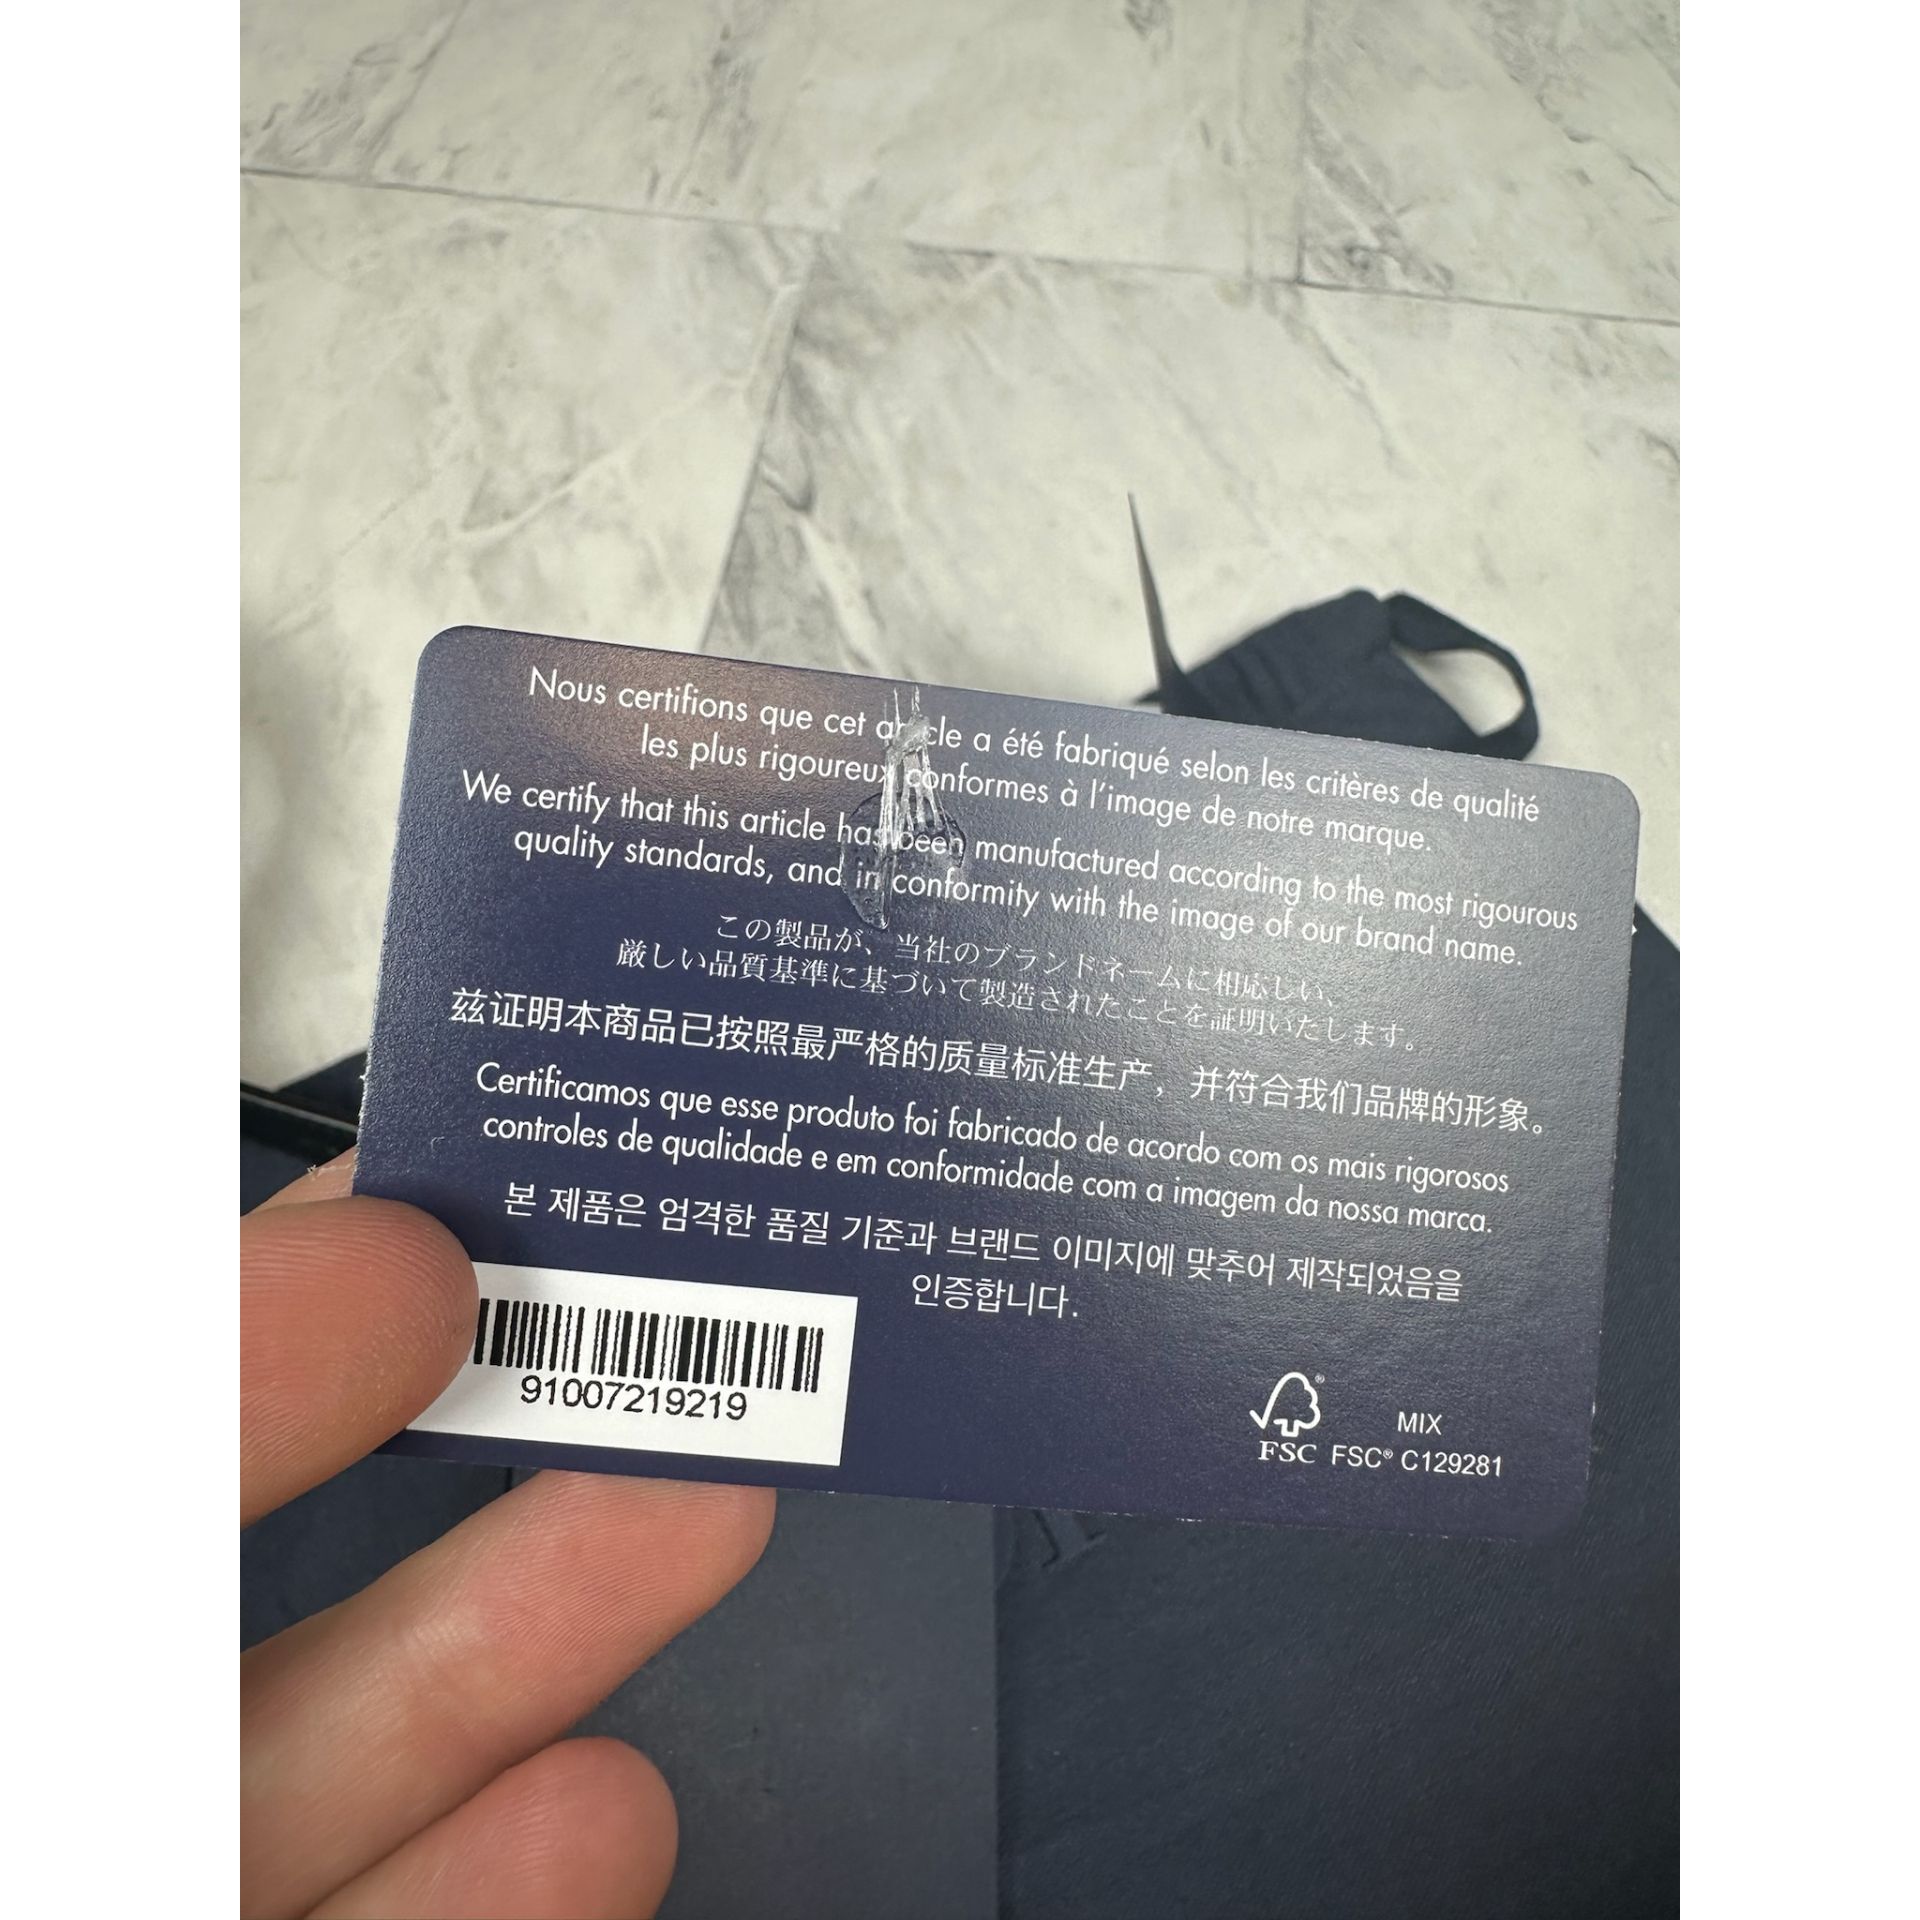 Nous certifions que cet article a été fabriqué selon les critères de qualité
les plus rigoureux conformes à l'image de notre marque.
We certify that this article has been manufactured according to the most rigourous
quality standards, and in conformity with the image of our brand name.
この製品が、当社のブランドネームに相応しい、
厳しい品質基準に基づいて製造されたことを証明いたします。
兹证明本商品已按照最严格的质量标准生产，并符合我们品牌的形象。
Certificamos que esse produto foi fabricado de acordo com os mais rigorosos
controles de qualidade e em conformidade com a imagem da nossa marca.
본 제품은 엄격한 품질 기준과 브랜드 이미지에 맞추어 제작되었음을
인증합니다.
91007219219
MIX
FSC FSC® C129281